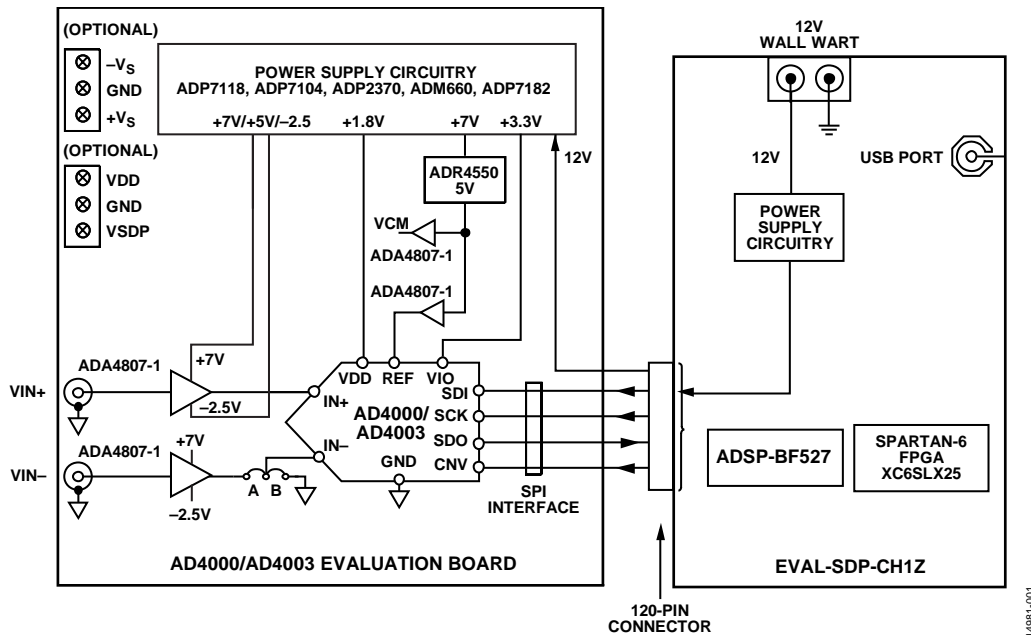 (OPTIONAL)
–VS
GND
+VS
(OPTIONAL)
VDD
GND
VSDP
POWER SUPPLY CIRCUITRY
ADP7118, ADP7104, ADP2370, ADM660, ADP7182
+7V/+5V/–2.5 +1.8V +7V +3.3V
12V
ADR4550
5V
VCM
ADA4807-1
ADA4807-1
VIN+
ADA4807-1
+7V
–2.5V
VIN–
ADA4807-1
+7V
–2.5V
A B
VDD REF VIO
IN+
IN–
AD4000/
AD4003
GND
SDI
SCK
SDO
CNV
SPI
INTERFACE
AD4000/AD4003 EVALUATION BOARD
120-PIN
CONNECTOR
12V
WALL WART
12V
USB PORT
POWER
SUPPLY
CIRCUITRY
ADSP-BF527
SPARTAN-6
FPGA
XC6SLX25
EVAL-SDP-CH1Z